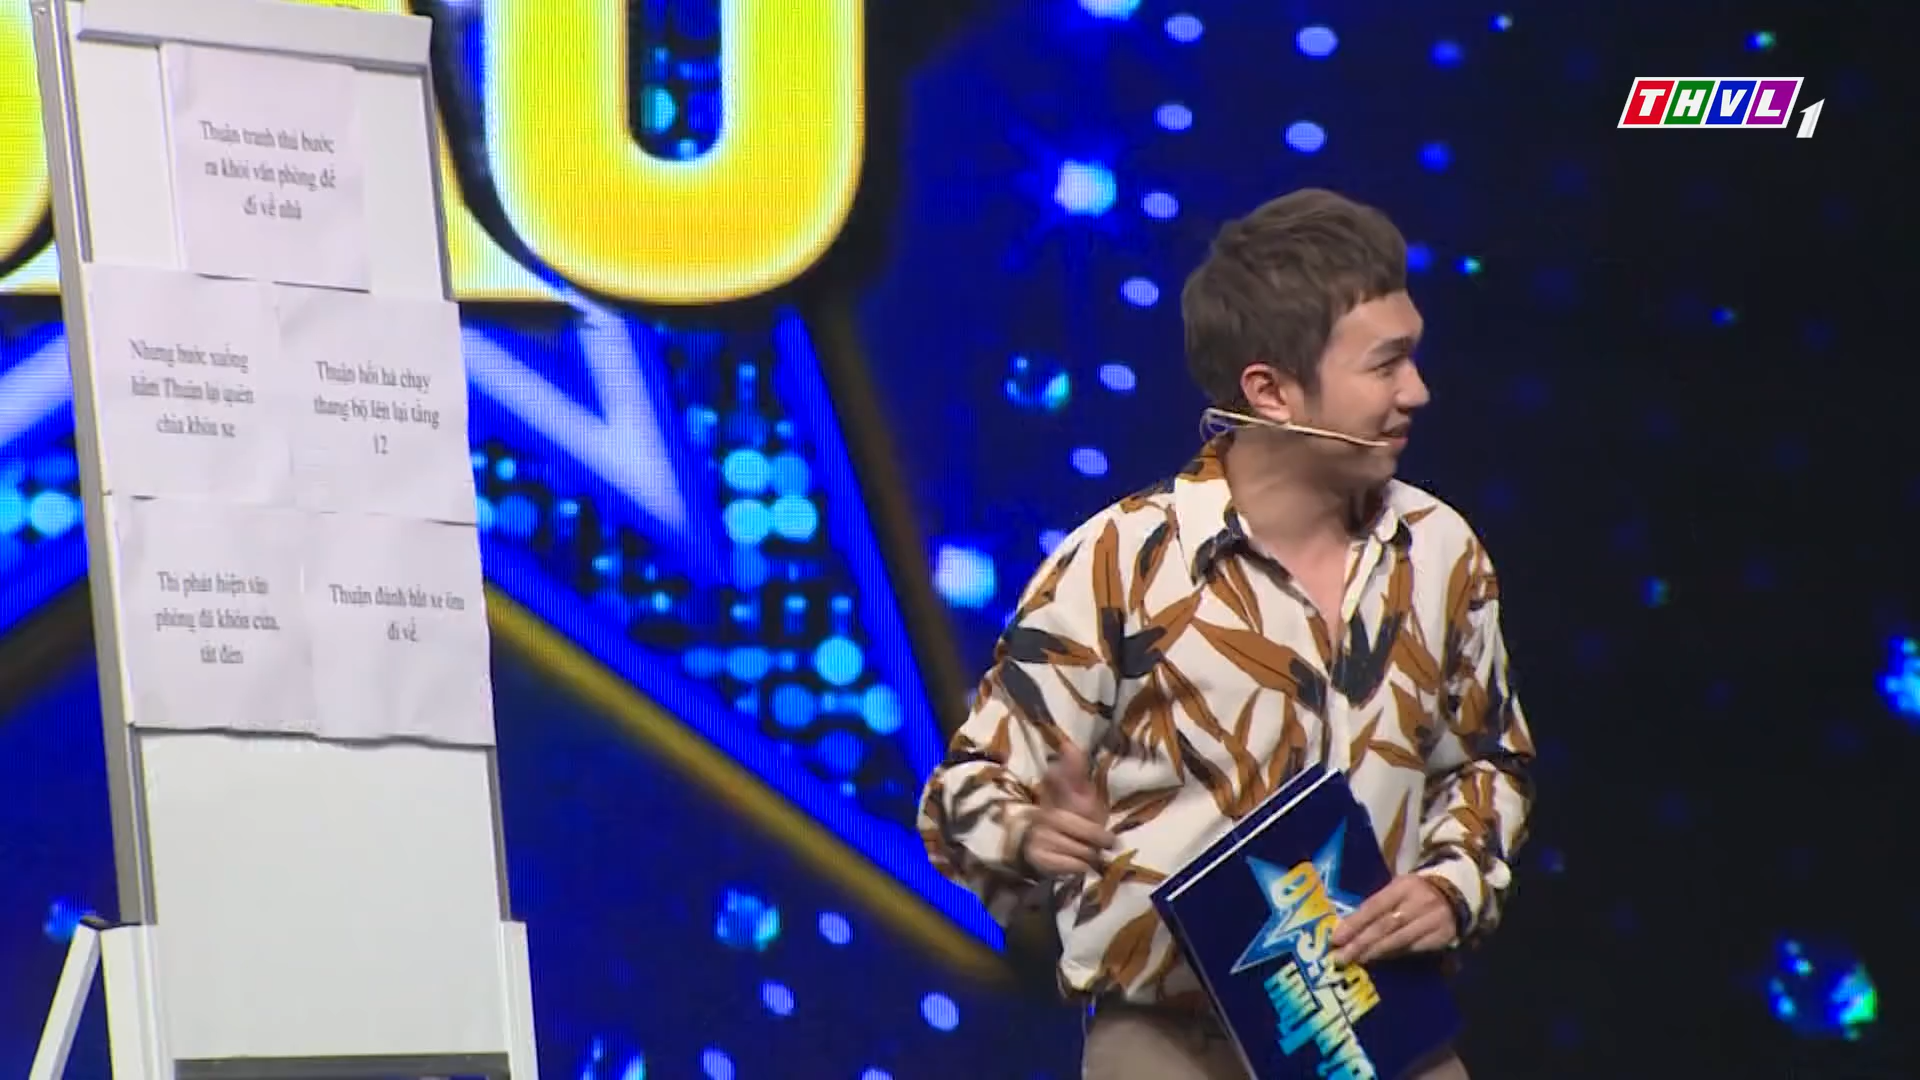 THVL1
Thuận tranh thủ bước
ra khỏi văn phòng để
đi về nhà
Nhưng bước xuống
hầm Thuận lại quên
chìa khóa xe
Thuận hối hả chạy
thang bộ lên lại tầng
12
Thì phát hiện văn
phòng đã khóa cửa,
tắt đèn
Thuận đành bắt xe ôm
đi về
NGÔI SAO